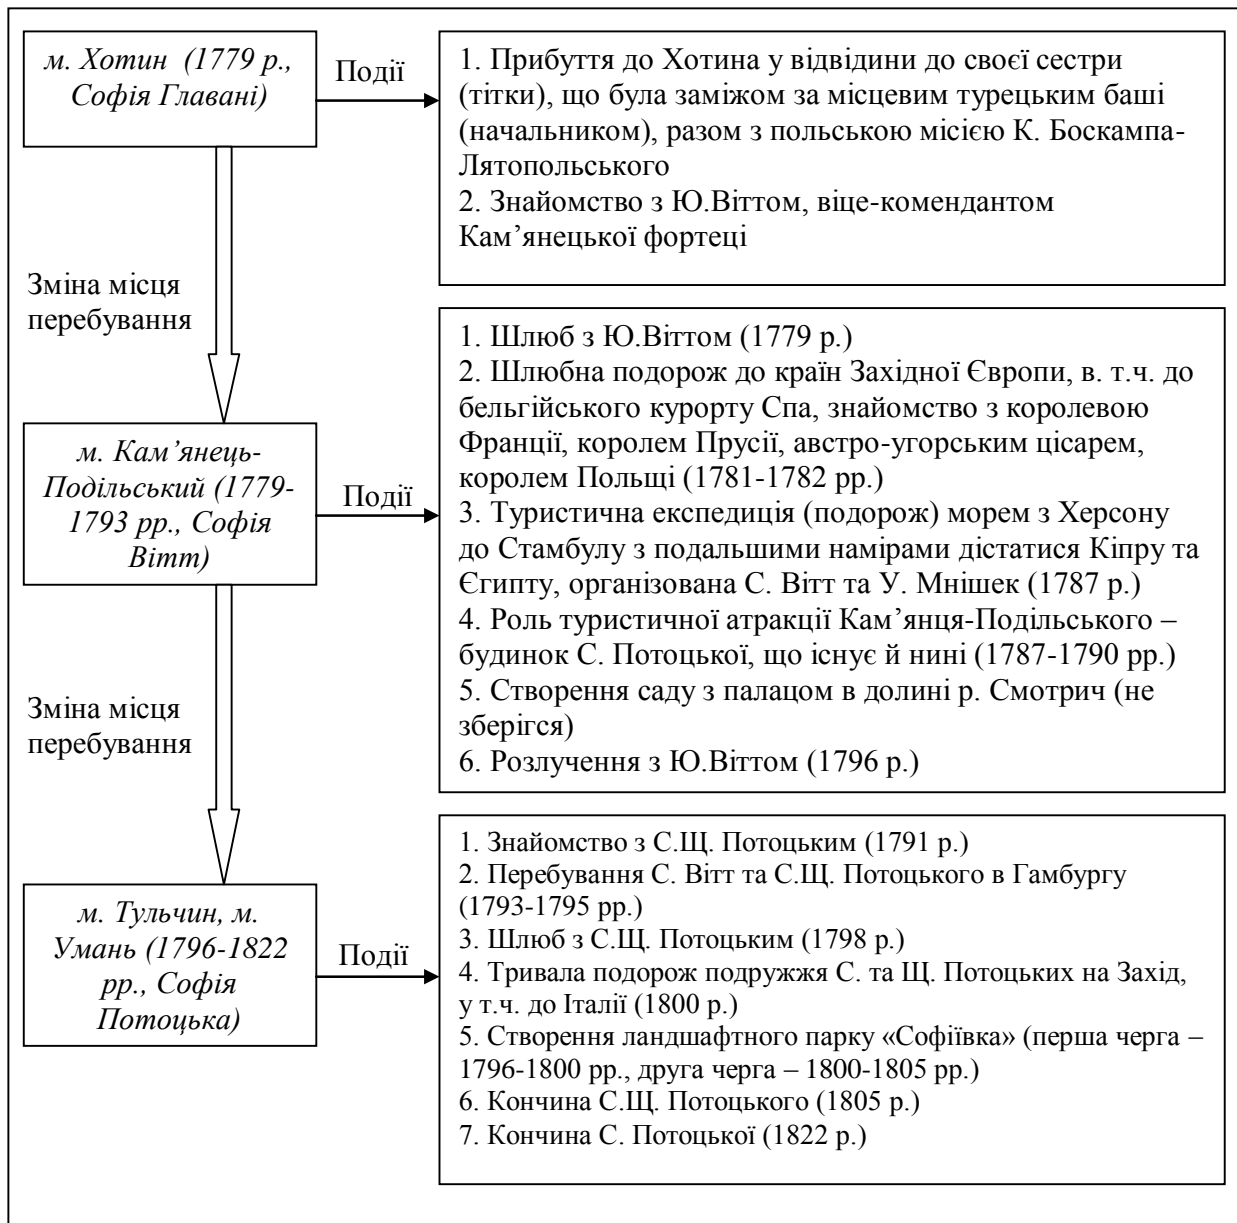 м. Хотин (1779 р.,
Софія Главані)
Події
1. Прибуття до Хотина у відвідини до своєї сестри
(тітки), що була заміжом за місцевим турецьким баші
(начальником), разом з польською місією К. Боскампа-
Лятопольського
2. Знайомство з Ю.Віттом, віце-комендантом
Кам’янецької фортеці
Зміна місця
перебування
м. Кам’янець-
Подільський (1779-
1793 рр., Софія
Вітт)
Події
1. Шлюб з Ю.Віттом (1779 р.)
2. Шлюбна подорож до країн Західної Європи, в. т.ч. до
бельгійського курорту Спа, знайомство з королевою
Франції, королем Прусії, австро-угорським цісарем,
королем Польщі (1781-1782 рр.)
3. Туристична експедиція (подорож) морем з Херсону
до Стамбулу з подальшими намірами дістатися Кіпру та
Єгипту, організована С. Вітт та У. Мнішек (1787 р.)
4. Роль туристичної атракції Кам’янця-Подільського –
будинок С. Потоцької, що існує й нині (1787-1790 рр.)
5. Створення саду з палацом в долині р. Смотрич (не
зберігся)
6. Розлучення з Ю.Віттом (1796 р.)
Зміна місця
перебування
м. Тульчин, м.
Умань (1796-1822
рр., Софія
Потоцька)
Події
1. Знайомство з С.Щ. Потоцьким (1791 р.)
2. Перебування С. Вітт та С.Щ. Потоцького в Гамбургу
(1793-1795 рр.)
3. Шлюб з С.Щ. Потоцьким (1798 р.)
4. Тривала подорож подружжя С. та Щ. Потоцьких на Захід,
у т.ч. до Італії (1800 р.)
5. Створення ландшафтного парку «Софіївка» (перша черга –
1796-1800 рр., друга черга – 1800-1805 рр.)
6. Кончина С.Щ. Потоцького (1805 р.)
7. Кончина С. Потоцької (1822 р.)